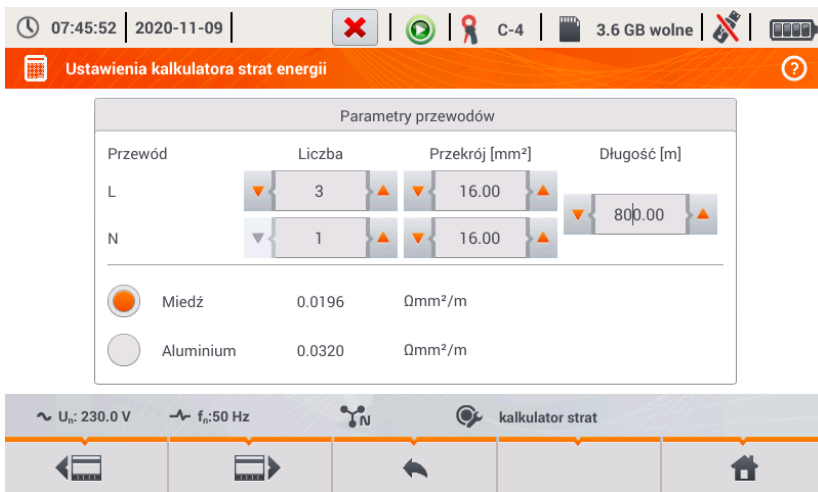 07:45:52 2020-11-09 C-4 3.6 GB wolne
Ustawienia kalkulatora strat energii ?
Parametry przewodów
Przewód Liczba Przekrój [mm²] Długość [m]
L 3 16.00
800.00
N 1 16.00
Miedź 0.0196 Ωmm²/m
Aluminium 0.0320 Ωmm²/m
Uₙ: 230.0 V fₙ:50 Hz N kalkulator strat